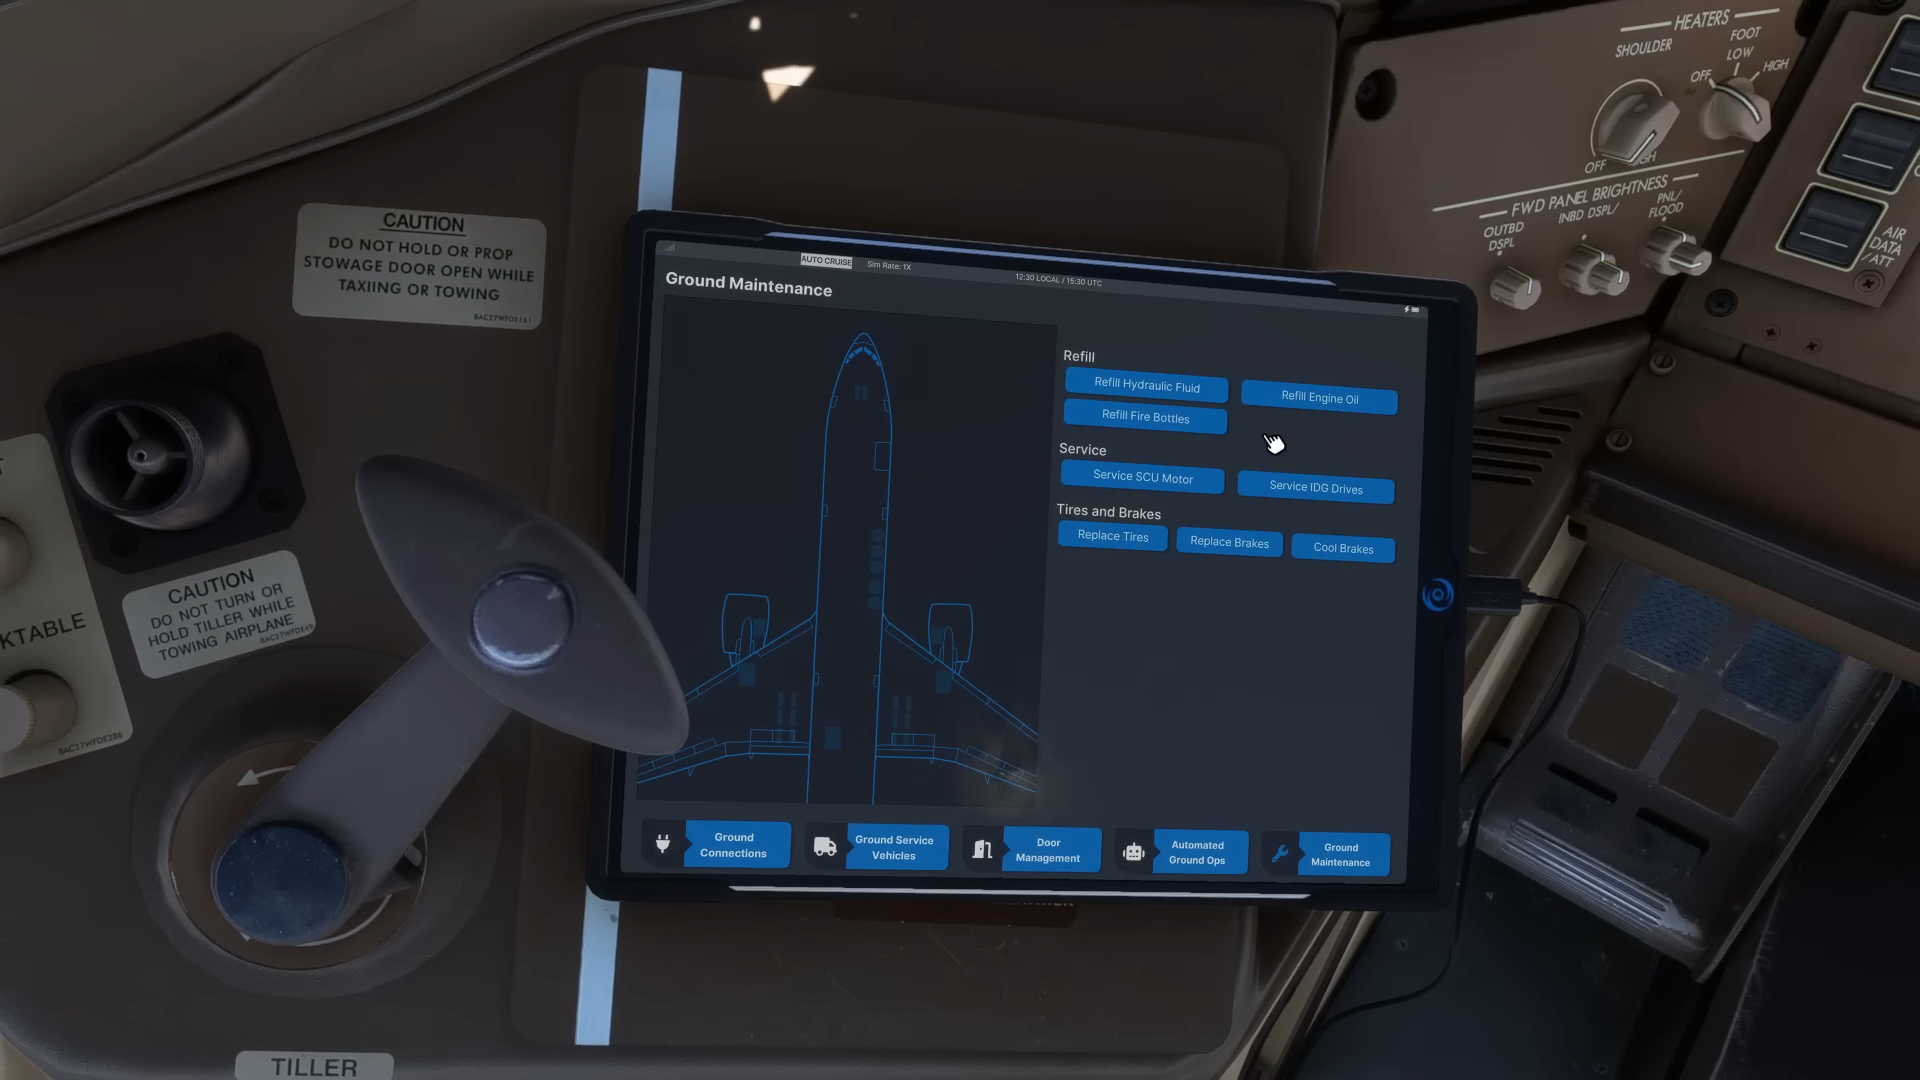 HEATERS
SHOULDER
FOOT
OFF
LOW
HIGH
OFF
FWD PANEL BRIGHTNESS
OUTBD
DSPL
INBD DSPL/
PNL/
FLOOD
AIR
DATA
/ATT
CAUTION
DO NOT HOLD OR PROP
STOWAGE DOOR OPEN WHILE
TAXIING OR TOWING
BAC27WFDE161
CAUTION
DO NOT TURN OR
HOLD TILLER WHILE
TOWING AIRPLANE
KTABLE
BAC27WFDE286
TILLER
AUTO CRUISE
Sim Rate: 1X
12:30 LOCAL / 15:30 UTC
Ground Maintenance
Refill
Refill Hydraulic Fluid
Refill Engine Oil
Refill Fire Bottles
Service
Service SCU Motor
Service IDG Drives
Tires and Brakes
Replace Tires
Replace Brakes
Cool Brakes
Ground
Connections
Ground Service
Vehicles
Door
Management
Automated
Ground Ops
Ground
Maintenance